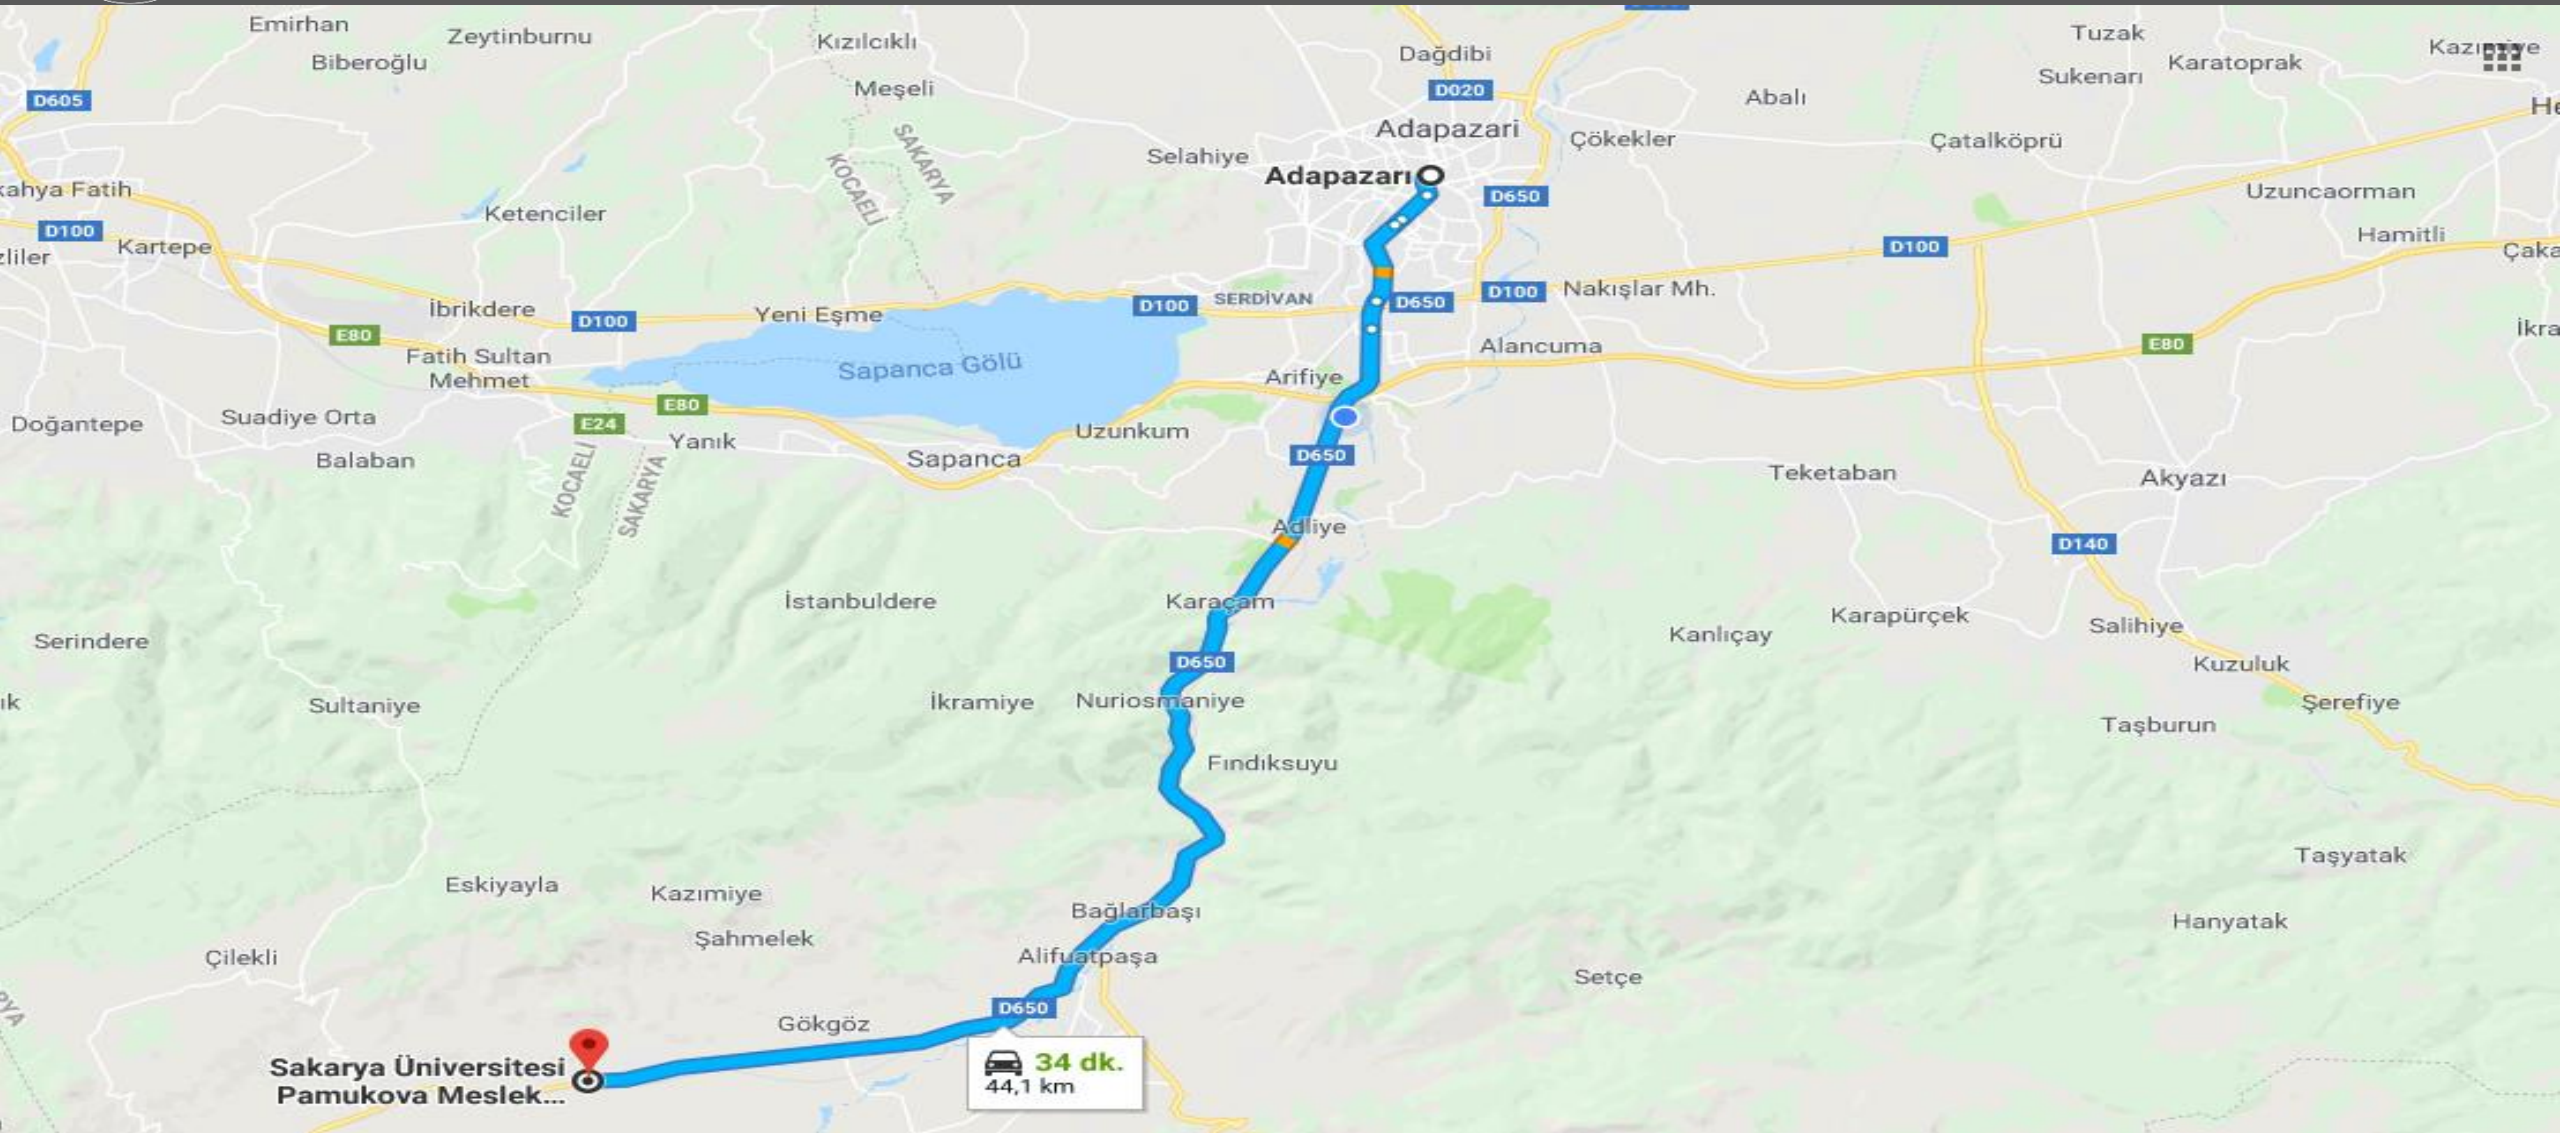 Emirhan
Zeytinburnu
Biberoğlu
Kızılcıklı
Meşeli
Dağdibi
Tuzak
Karatoprak
Kazımiye
Sukenarı
D605
D020
Abalı
Adapazari
Çökekler
Çatalköprü
Selahiye
SAKARYA
KOCAELİ
Adapazarı
D650
kahya Fatih
Uzuncaorman
Ketenciler
D100
Kartepe
D100
Hamitli
İbrikdere
D100
Yeni Eşme
D100
SERDİVAN
D650
D100
Nakışlar Mh.
E80
Fatih Sultan
Mehmet
Sapanca Gölü
Arifiye
Alancuma
E80
Doğantepe
Suadiye Orta
E24
E80
Yanık
Uzunkum
Balaban
KOCAELİ
SAKARYA
Sapanca
D650
Teketaban
Akyazı
Adliye
D140
İstanbuldere
Karaçam
Karapürçek
Kanlıçay
Salihiye
Serindere
D650
Kuzuluk
Sultaniye
İkramiye
Nuriosmaniye
Şerefiye
Taşburun
Fındıksuyu
Taşyatak
Eskiyayla
Kazımiye
Bağlarbaşı
Hanyatak
Şahmelek
Çilekli
Alifuatpaşa
Setçe
D650
Gökgöz
Sakarya Üniversitesi
Pamukova Meslek...
34 dk.
44,1 km